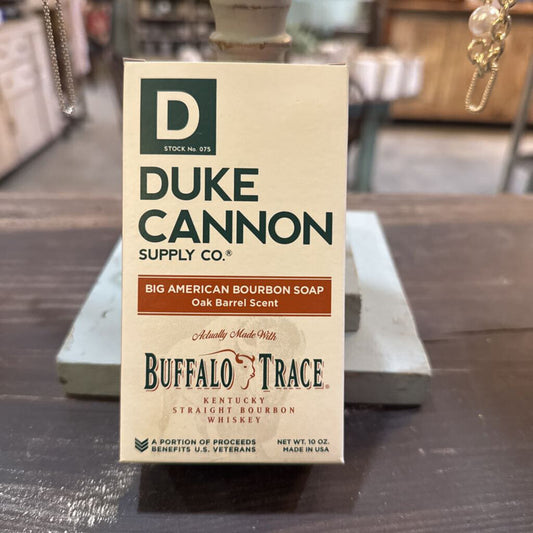 D
STOCK No. 075
DUKE
CANNON
SUPPLY CO.®
BIG AMERICAN BOURBON SOAP
Oak Barrel Scent
Actually Made With
BUFFALO TRACE®
KENTUCKY
STRAIGHT BOURBON
WHISKEY
A PORTION OF PROCEEDS
BENEFITS U.S. VETERANS
NET WT. 10 OZ.
MADE IN USA